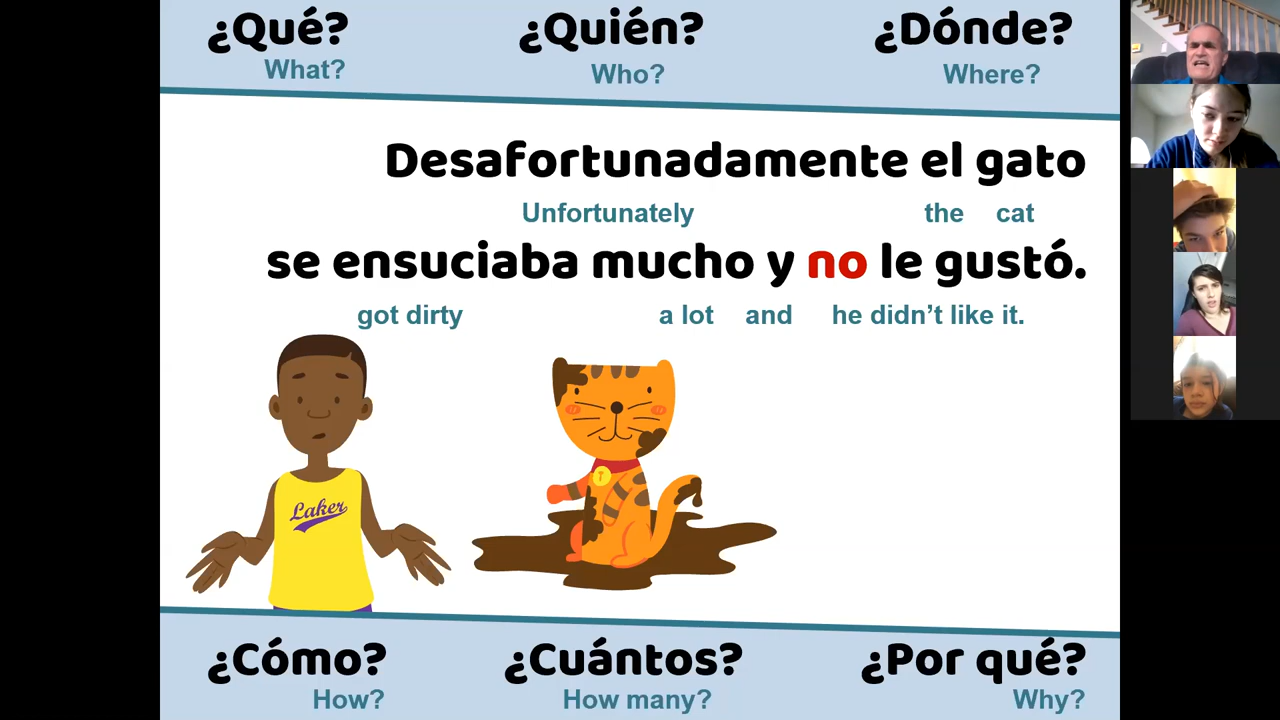 ¿Qué? ¿Quién? ¿Dónde?
What? Who? Where?
Desafortunadamente el gato
Unfortunately the cat
se ensuciaba mucho y no le gustó.
got dirty a lot and he didn’t like it.
Laker
T
¿Cómo? ¿Cuántos? ¿Por qué?
How? How many? Why?